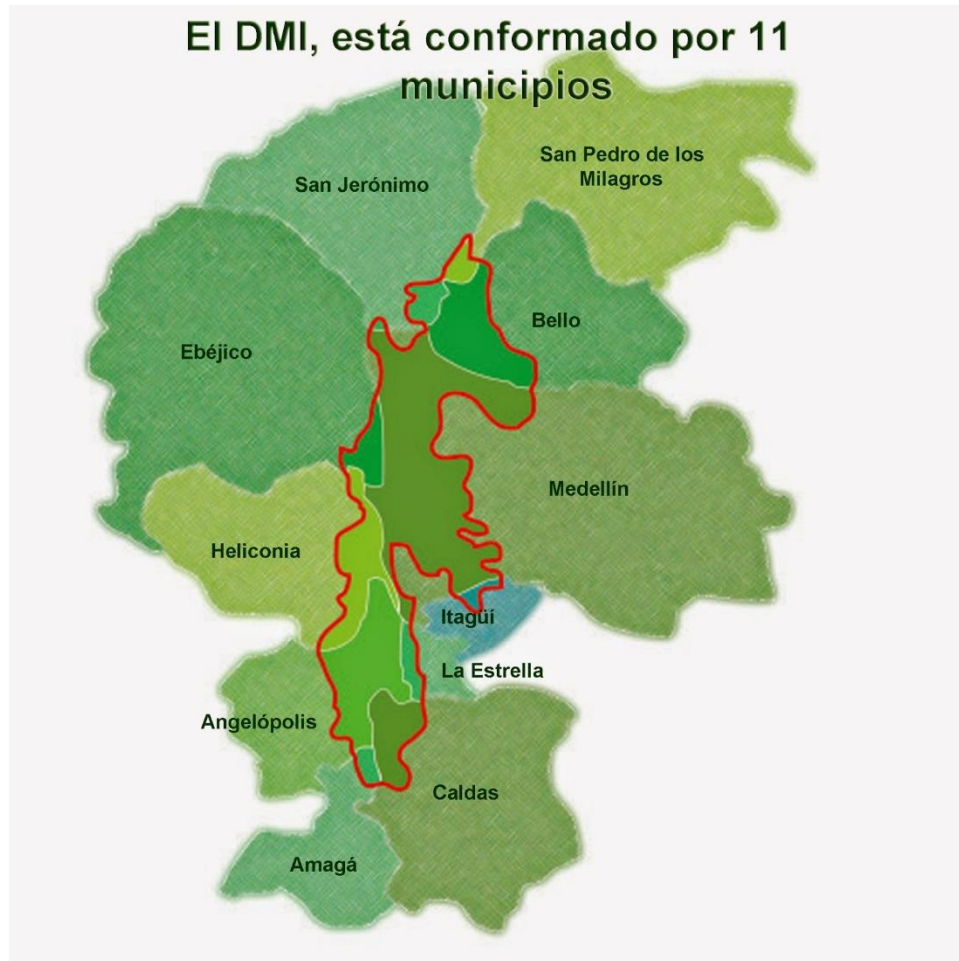 El DMI, está conformado por 11
municipios
San Pedro de los
Milagros
San Jerónimo
Bello
Ebéjico
Medellín
Heliconia
Itagüí
La Estrella
Angelópolis
Caldas
Amagá